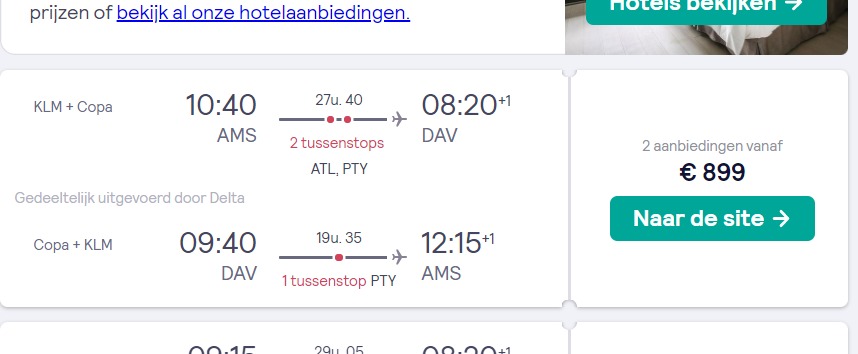 prijzen of bekijk al onze hotelaanbiedingen.
Hotels bekijken →
KLM + Copa
10:40
27u. 40
08:20+1
AMS
2 tussenstops
DAV
ATL, PTY
Gedeeltelijk uitgevoerd door Delta
Copa + KLM
09:40
19u. 35
12:15+1
DAV
1 tussenstop PTY
AMS
2 aanbiedingen vanaf
€ 899
Naar de site →
09:15
29u. 05
08:20+1